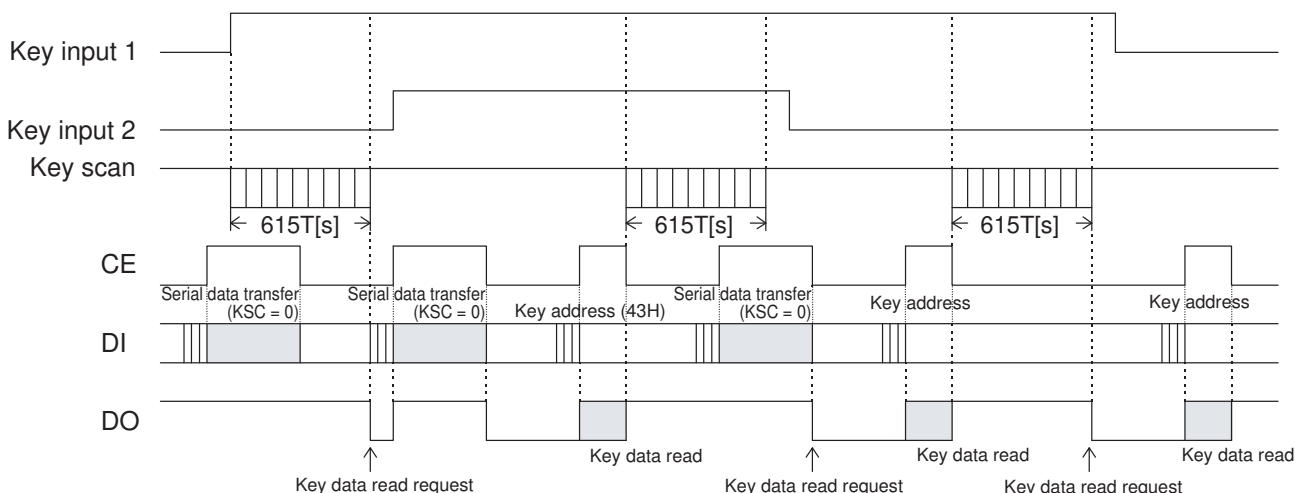 Key input 1
Key input 2
Key scan
615T[s] 615T[s] 615T[s]
CE
Serial data transfer Serial data transfer Serial data transfer
(KSC = 0) (KSC = 0) Key address (43H) (KSC = 0) Key address Key address
DI
DO
Key data read Key data read Key data read
Key data read request Key data read request Key data read request